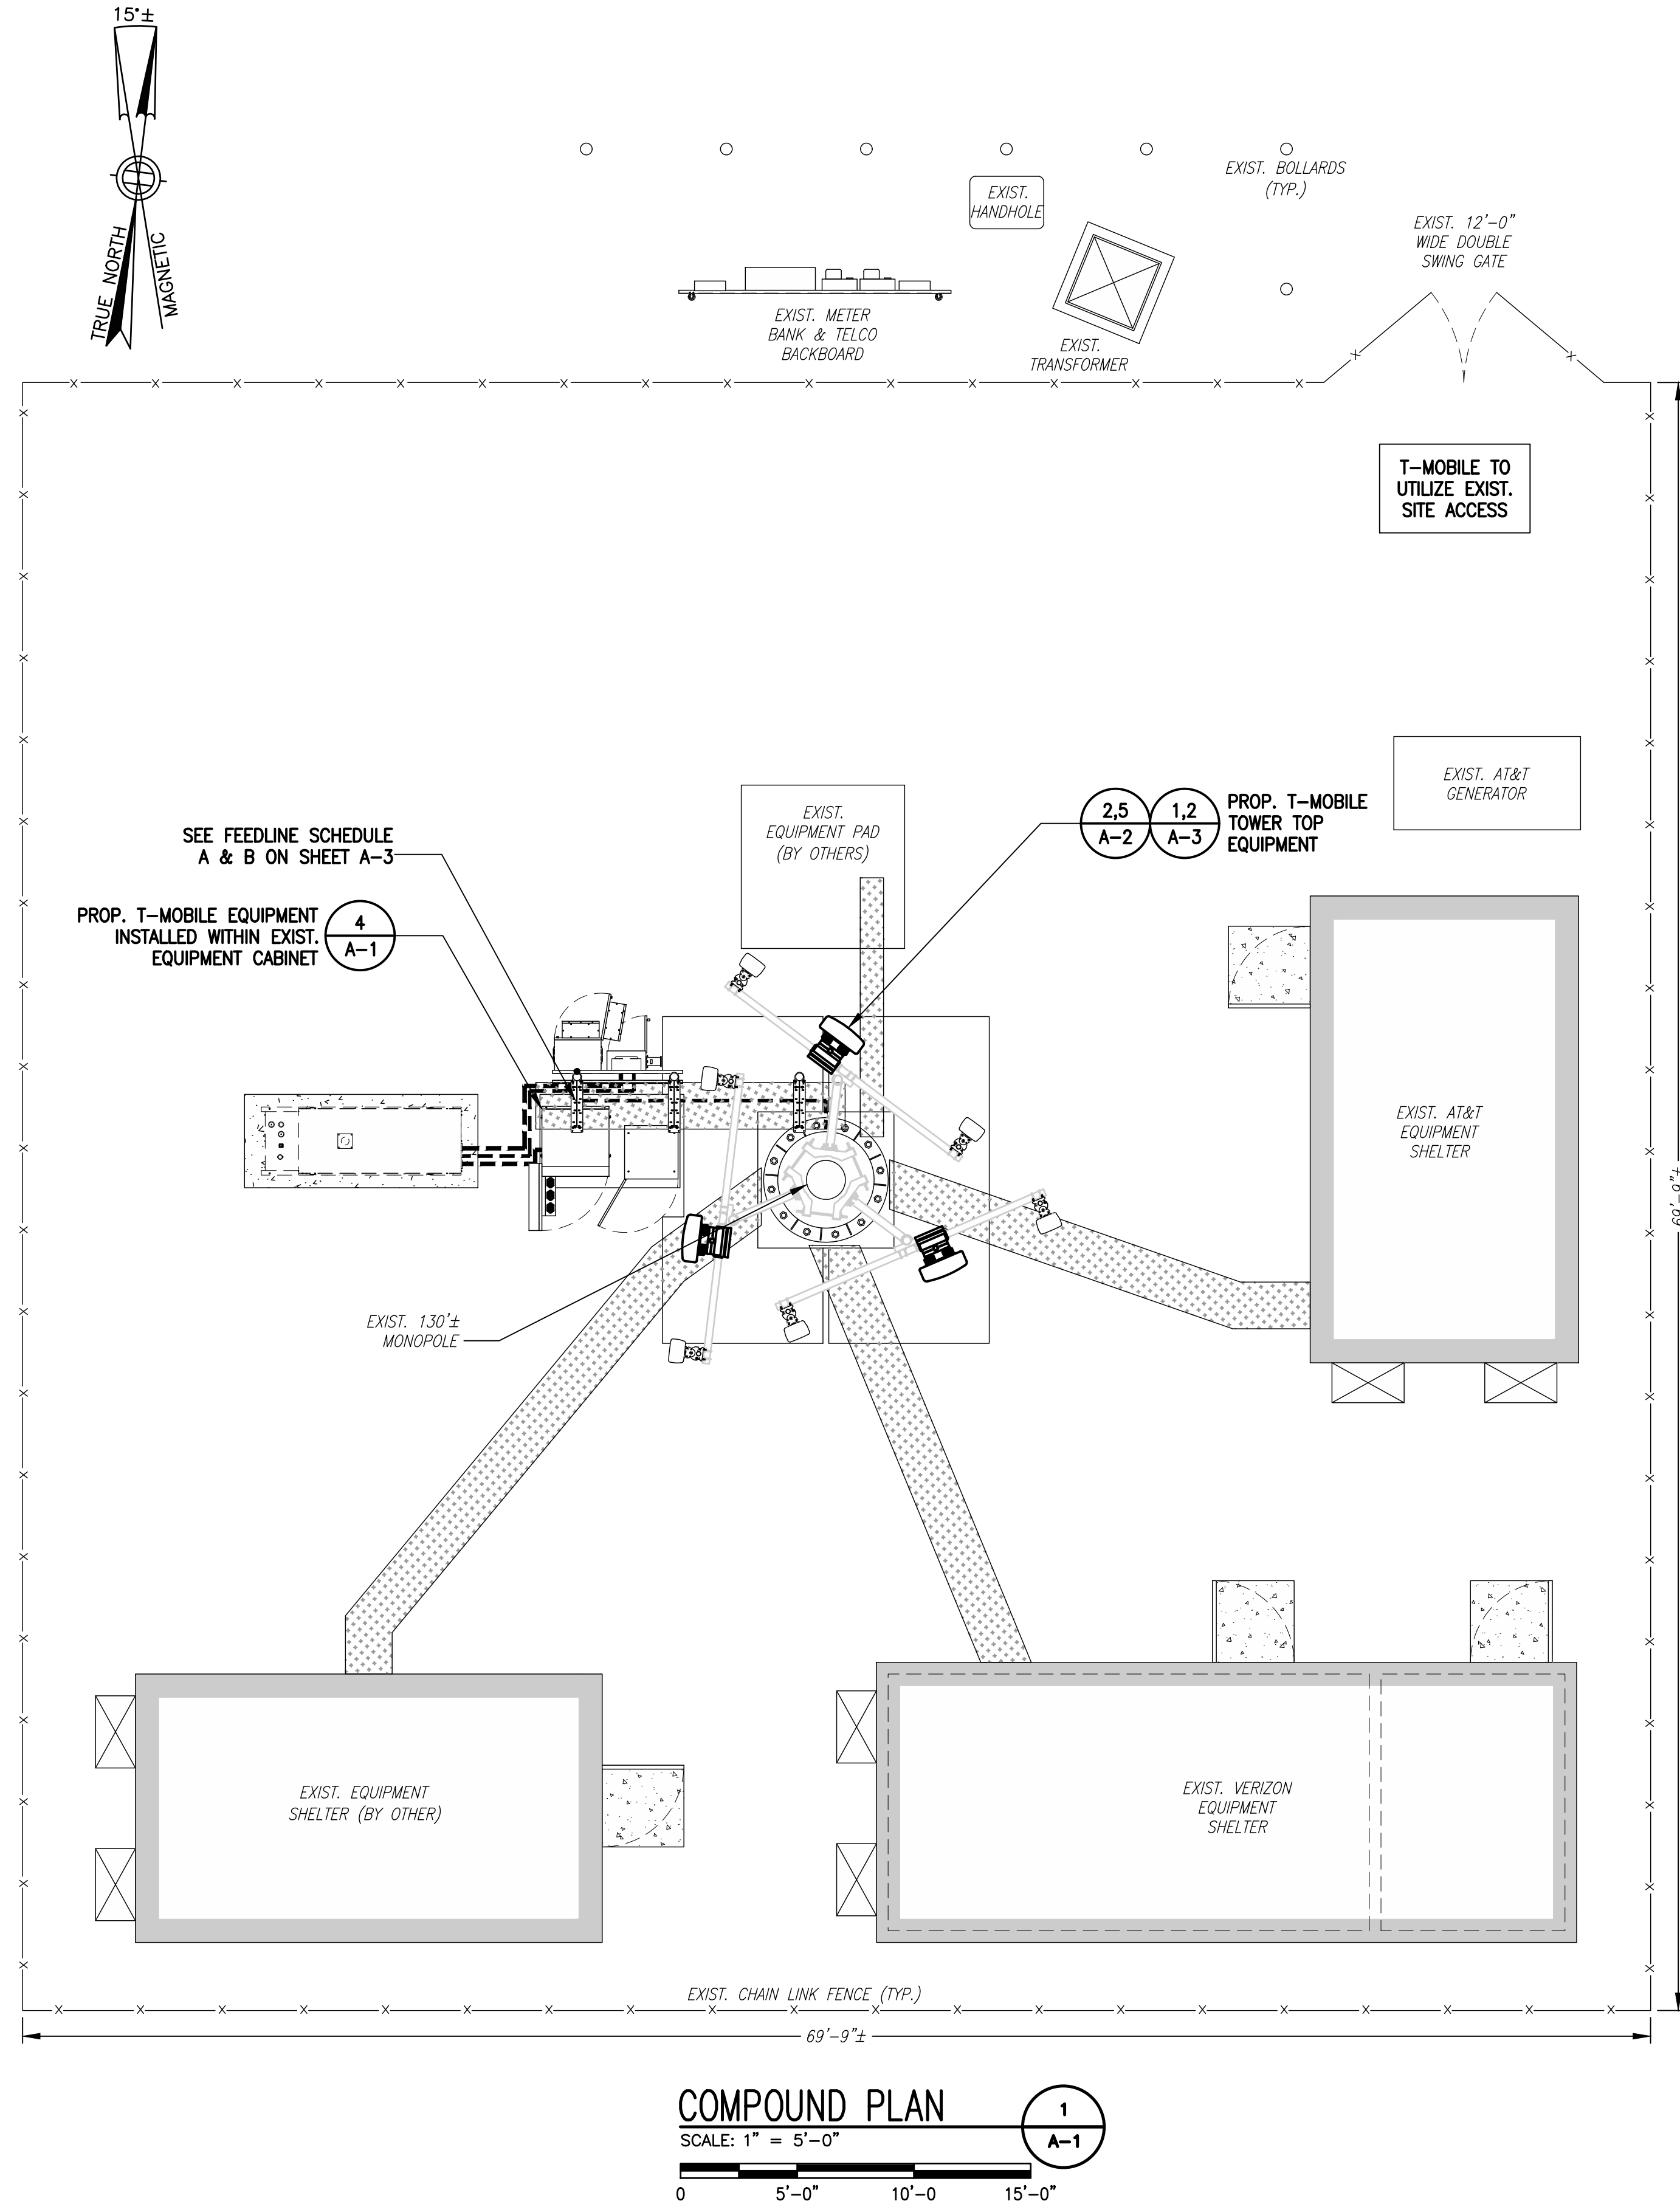 15°±
TRUE NORTH
MAGNETIC
EXIST. BOLLARDS
(TYP.)
EXIST.
HANDHOLE
EXIST. 12'-0"
WIDE DOUBLE
SWING GATE
EXIST. METER
BANK & TELCO
BACKBOARD
EXIST.
TRANSFORMER
T-MOBILE TO
UTILIZE EXIST.
SITE ACCESS
EXIST. AT&T
GENERATOR
EXIST.
EQUIPMENT PAD
(BY OTHERS)
2,5
A-2
1,2
A-3
PROP. T-MOBILE
TOWER TOP
EQUIPMENT
SEE FEEDLINE SCHEDULE
A & B ON SHEET A-3
PROP. T-MOBILE EQUIPMENT
INSTALLED WITHIN EXIST.
EQUIPMENT CABINET
4
A-1
EXIST. AT&T
EQUIPMENT
SHELTER
69'-9"±
EXIST. 130'±
MONOPOLE
EXIST. EQUIPMENT
SHELTER (BY OTHER)
EXIST. VERIZON
EQUIPMENT
SHELTER
EXIST. CHAIN LINK FENCE (TYP.)
69'-9"±
COMPOUND PLAN
SCALE: 1" = 5'-0"
1
A-1
0 5'-0" 10'-0 15'-0"